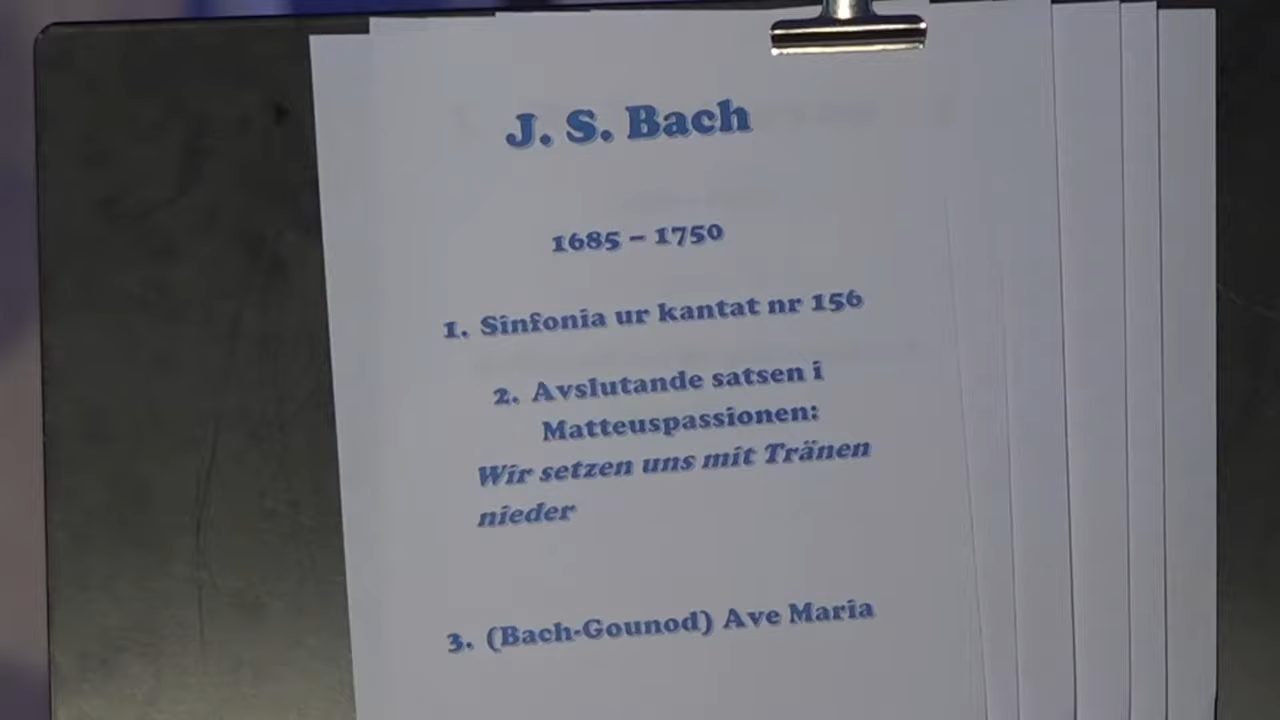 J. S. Bach
1685 – 1750
1. Sinfonia ur kantat nr 156
2. Avslutande satsen i
Matteuspassionen:
Wir setzen uns mit Tränen
nieder
3. (Bach-Gounod) Ave Maria